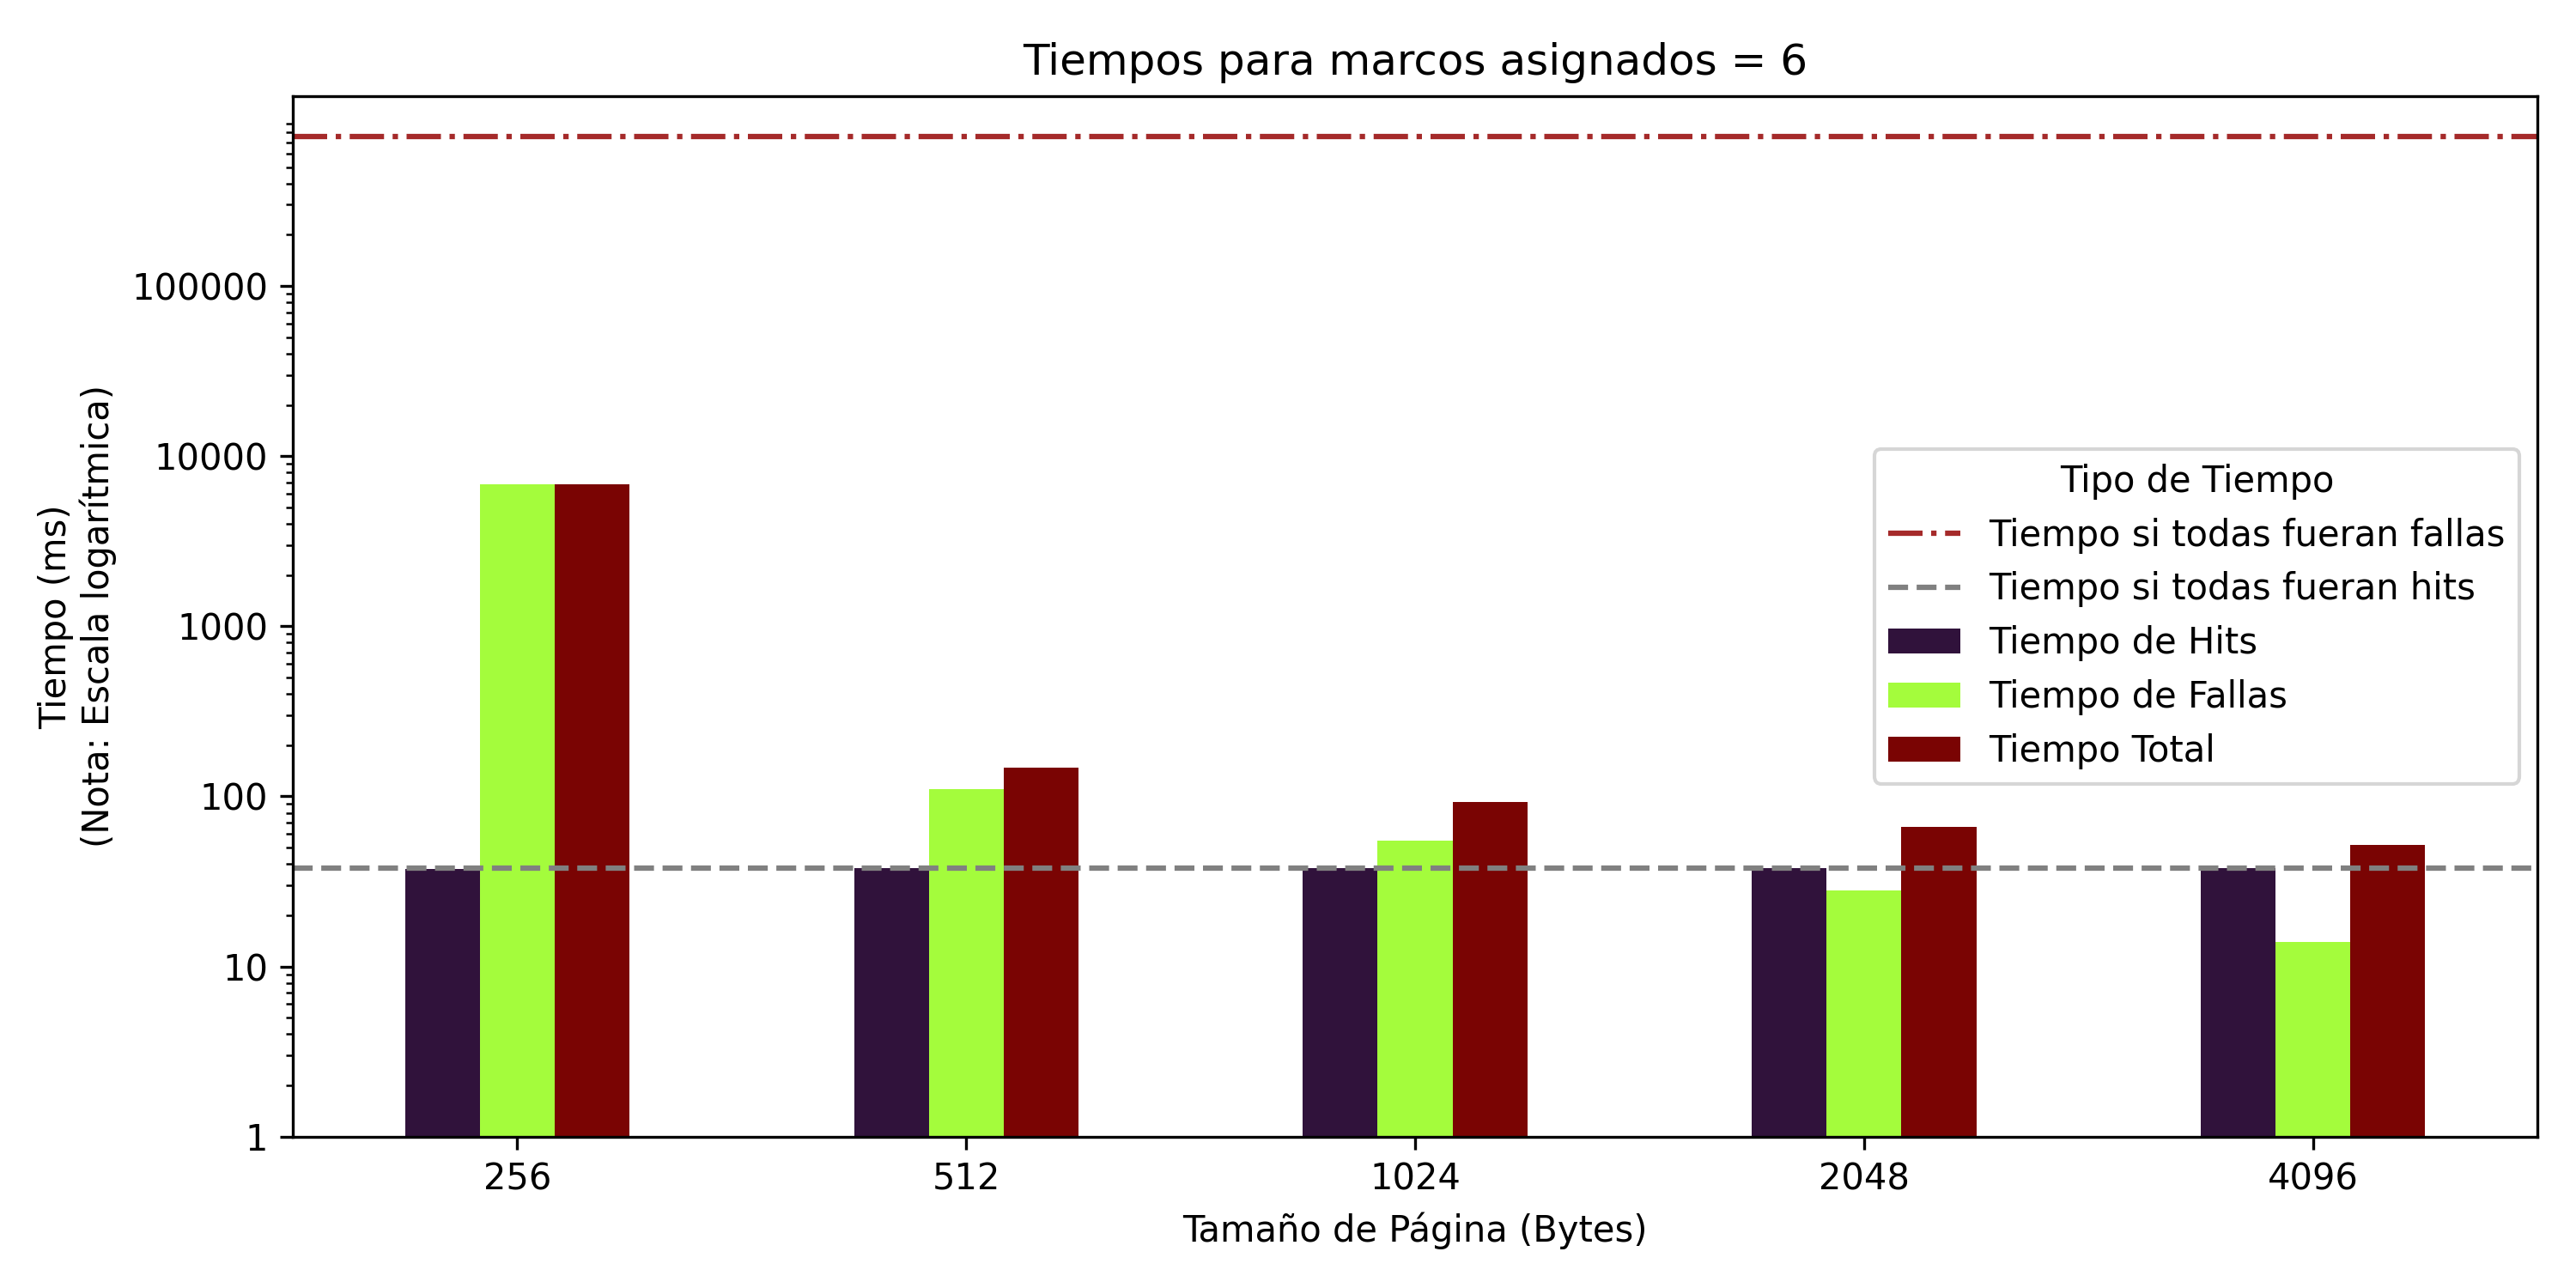 Tiempos para marcos asignados = 6
Tiempo (ms)
(Nota: Escala logarítmica)
100000
10000
1000
100
10
1
Tipo de Tiempo
Tiempo si todas fueran fallas
Tiempo si todas fueran hits
Tiempo de Hits
Tiempo de Fallas
Tiempo Total
256
512
1024
2048
4096
Tamaño de Página (Bytes)